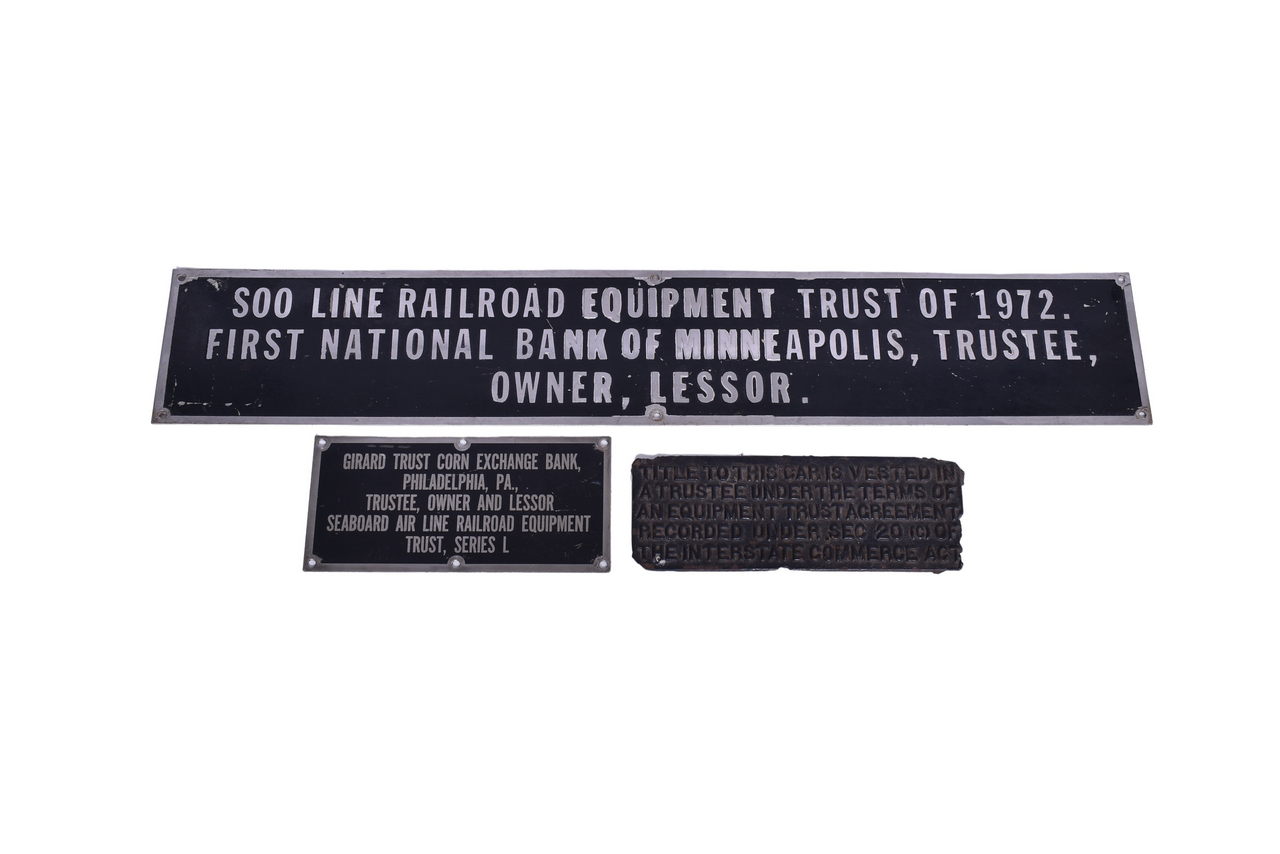 SOO LINE RAILROAD EQUIPMENT TRUST OF 1972.
FIRST NATIONAL BANK OF MINNEAPOLIS, TRUSTEE,
OWNER, LESSOR.
GIRARD TRUST CORN EXCHANGE BANK,
PHILADELPHIA, PA.,
TRUSTEE, OWNER AND LESSOR
SEABOARD AIR LINE RAILROAD EQUIPMENT
TRUST, SERIES L
TITLE TO THIS CAR IS VESTED IN
A TRUSTEE UNDER THE TERMS OF
AN EQUIPMENT TRUST AGREEMENT
RECORDED UNDER SEC 20 (C) OF
THE INTERSTATE COMMERCE ACT